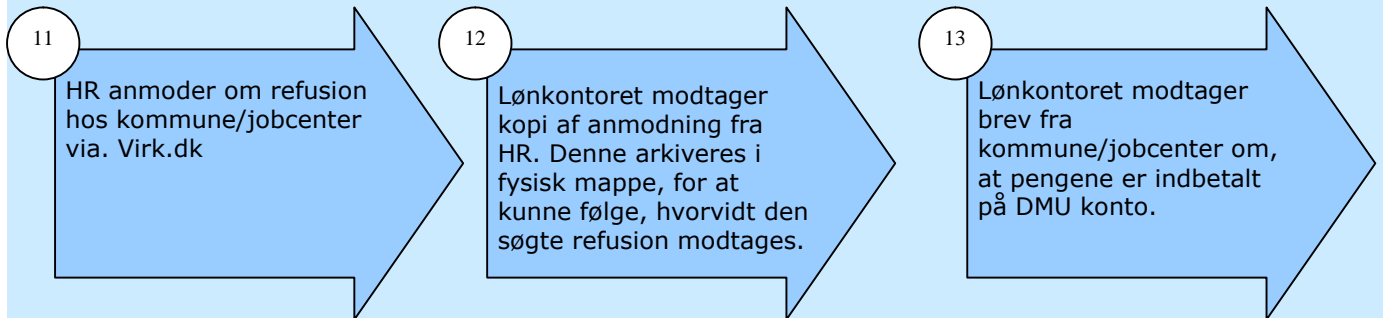 11
HR anmoder om refusion
hos kommune/jobcenter
via. Virk.dk
12
Lønkontoret modtager
kopi af anmodning fra
HR. Denne arkiveres i
fysisk mappe, for at
kunne følge, hvorvidt den
søgte refusion modtages.
13
Lønkontoret modtager
brev fra
kommune/jobcenter om,
at pengene er indbetalt
på DMU konto.